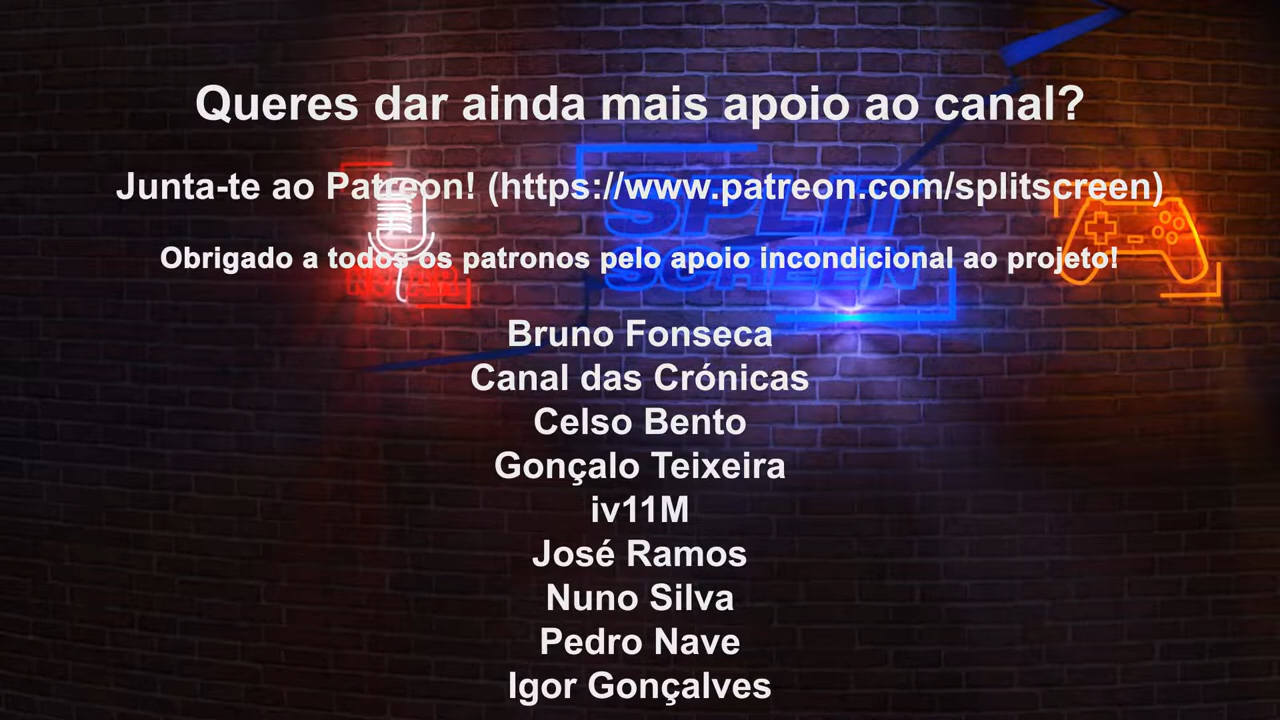 Queres dar ainda mais apoio ao canal?
Junta-te ao Patreon! (https://www.patreon.com/splitscreen)
SPLIT
SCREEN
Obrigado a todos os patronos pelo apoio incondicional ao projeto!
Bruno Fonseca
Canal das Crónicas
Celso Bento
Gonçalo Teixeira
iv11M
José Ramos
Nuno Silva
Pedro Nave
Igor Gonçalves